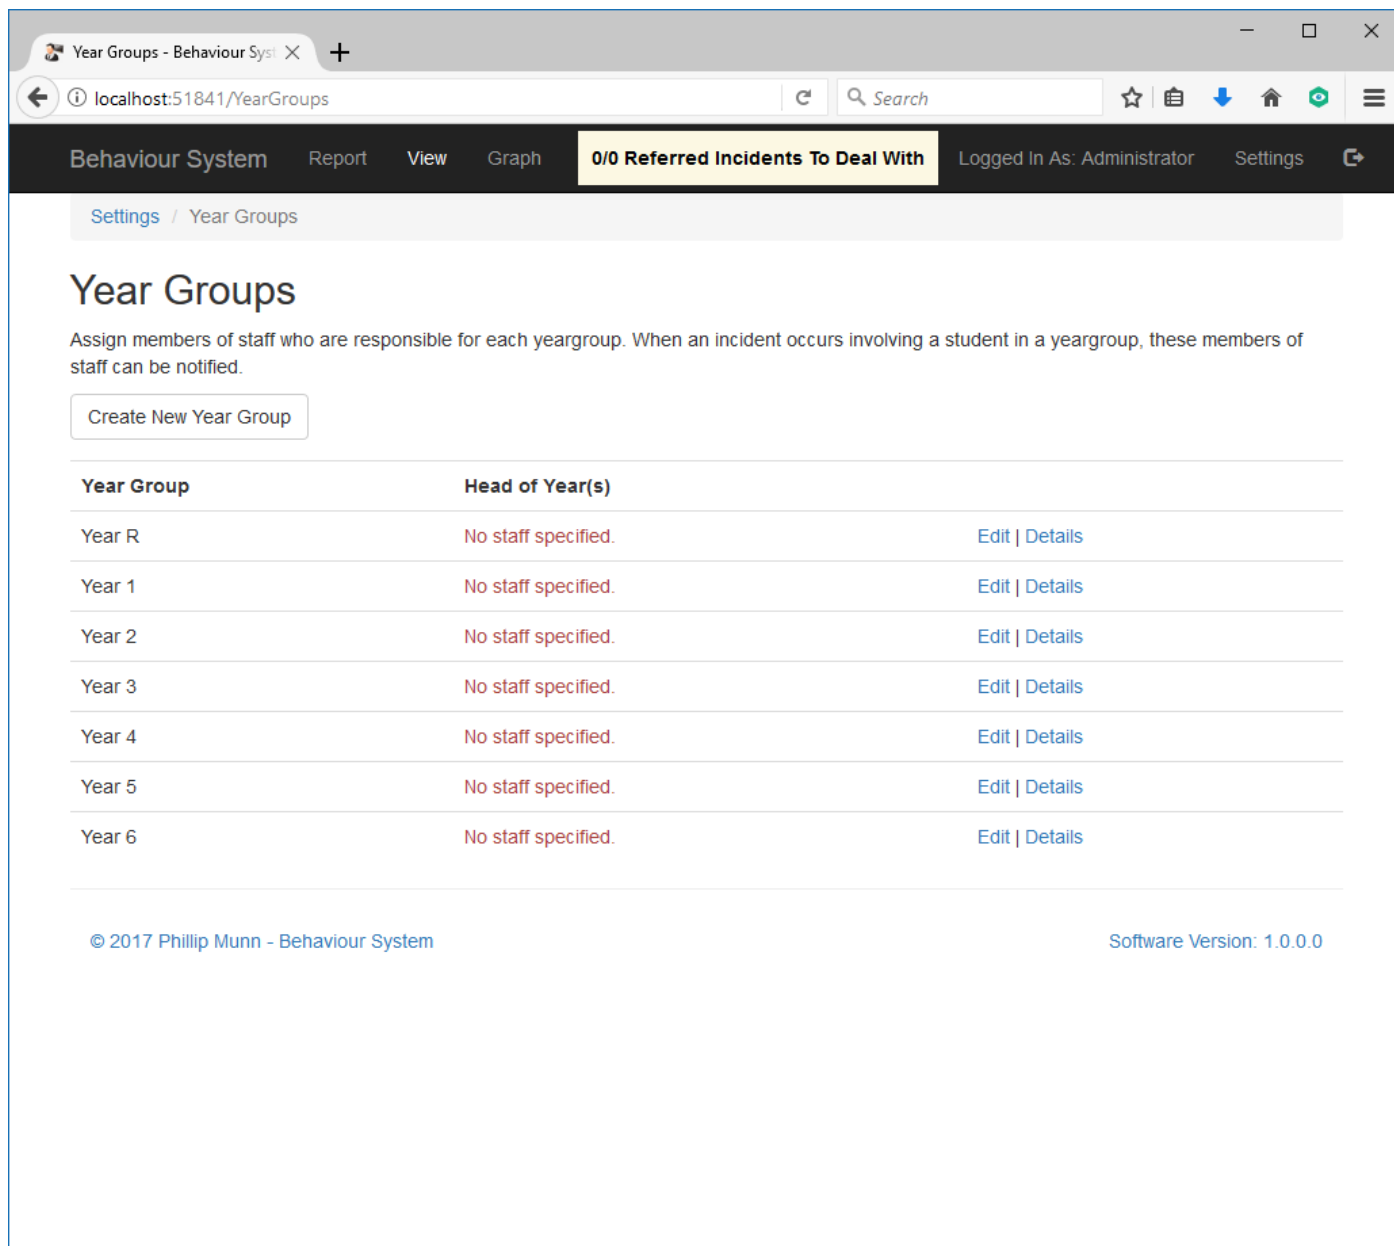 Year Groups - Behaviour Syst
localhost:51841/YearGroups
Search
Behaviour System Report View Graph 0/0 Referred Incidents To Deal With Logged In As: Administrator Settings
Settings / Year Groups
Year Groups
Assign members of staff who are responsible for each yeargroup. When an incident occurs involving a student in a yeargroup, these members of
staff can be notified.
Create New Year Group
Year Group Head of Year(s)
Year R No staff specified. Edit | Details
Year 1 No staff specified. Edit | Details
Year 2 No staff specified. Edit | Details
Year 3 No staff specified. Edit | Details
Year 4 No staff specified. Edit | Details
Year 5 No staff specified. Edit | Details
Year 6 No staff specified. Edit | Details
© 2017 Phillip Munn - Behaviour System Software Version: 1.0.0.0